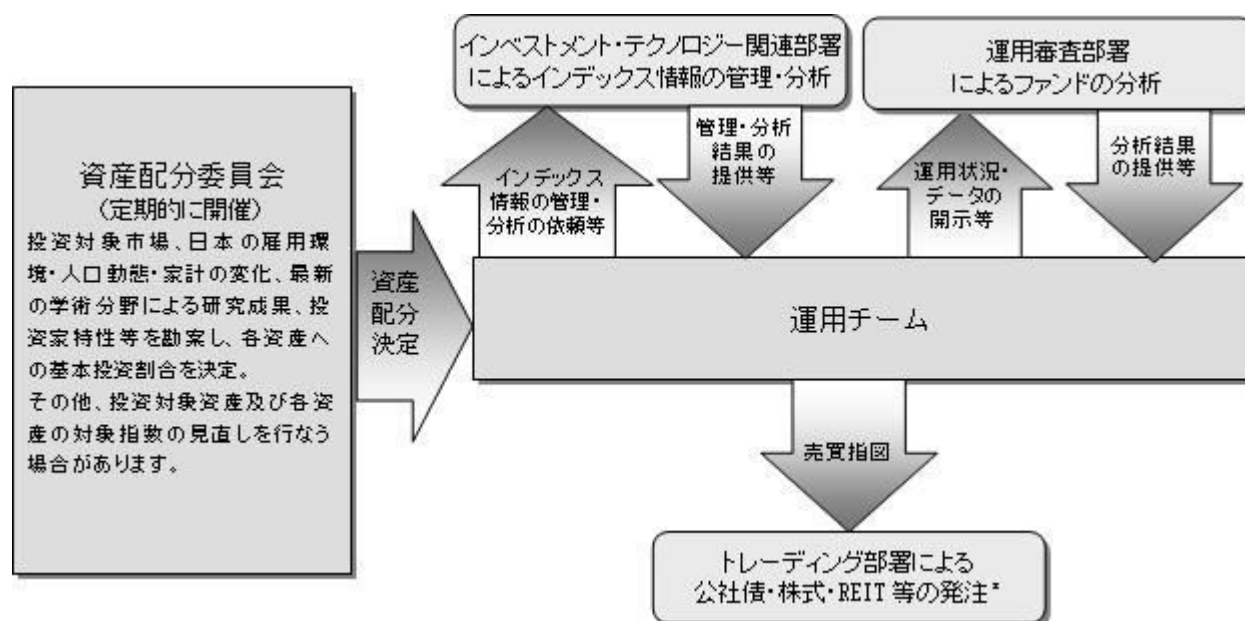 インベストメント・テクノロジー関連部署
によるインデックス情報の管理・分析
運用審査部署
によるファンドの分析
資産配分委員会
(定期的に開催)
投資対象市場、日本の雇用環
境・人口動態・家計の変化、最新
の学術分野による研究成果、投
資家特性等を勘案し、各資産へ
の基本投資割合を決定。
その他、投資対象資産及び各資
産の対象指数の見直しを行なう
場合があります。
インデックス
情報の管理・
分析の依頼等
管理・分析
結果の
提供等
運用状況・
データの
開示等
分析結果
の提供等
資産
配分
決定
運用チーム
売買指図
トレーディング部署による
公社債・株式・REIT等の発注*